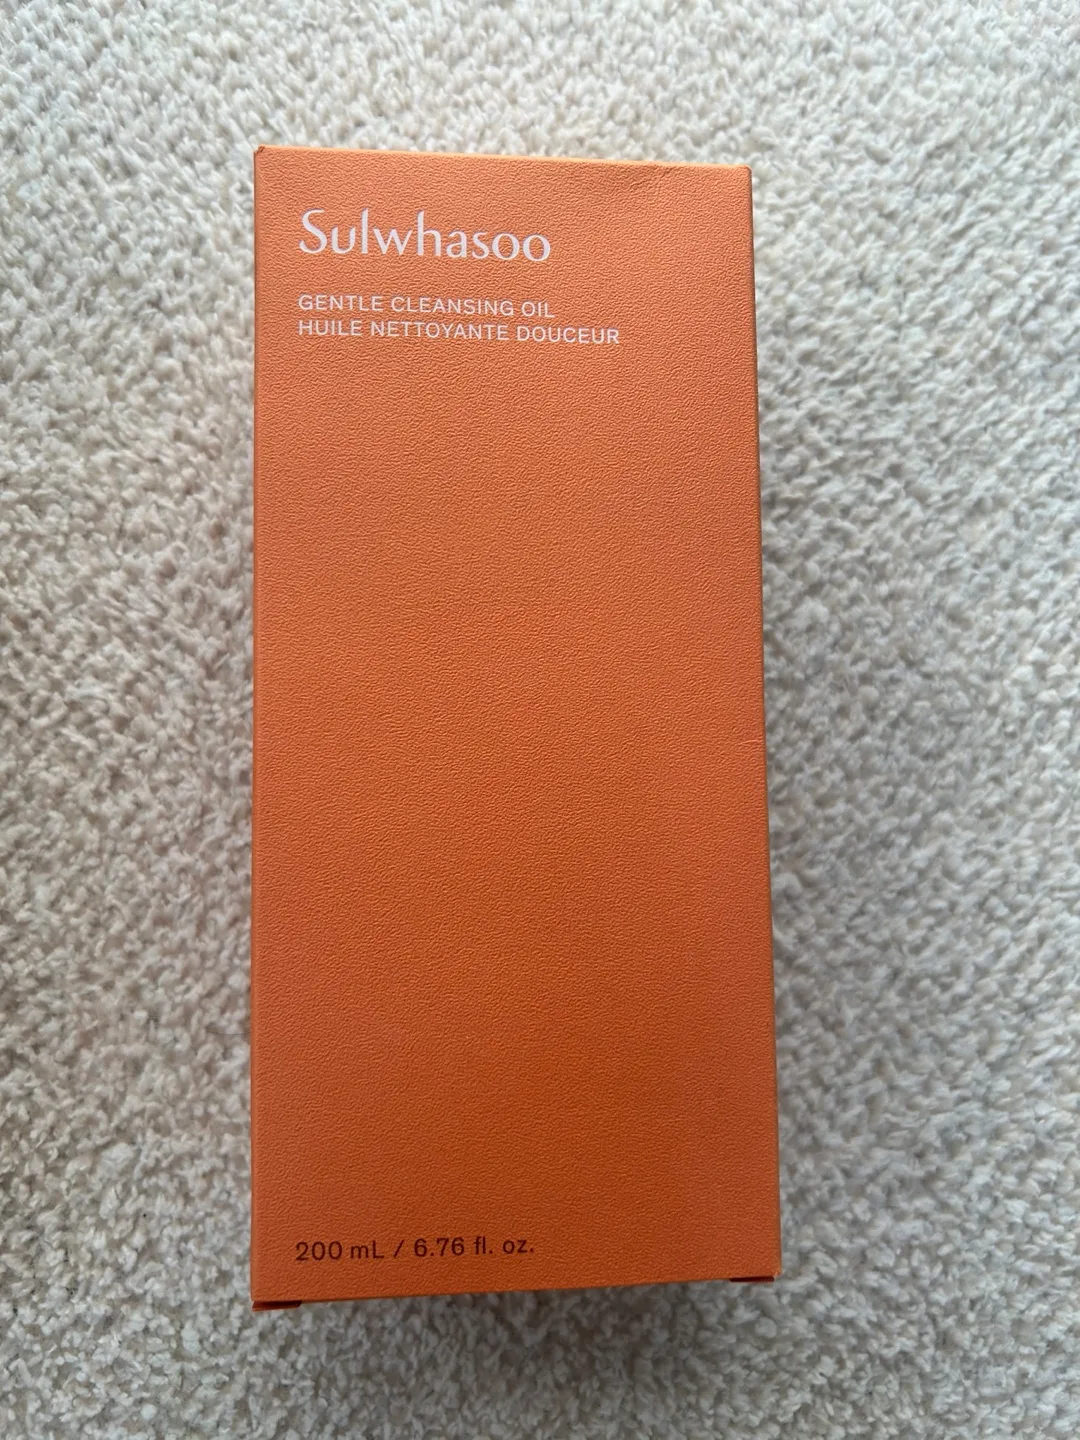 Sulwhasoo
GENTLE CLEANSING OIL
HUILE NETTOYANTE DOUCEUR
200 mL / 6.76 fl. oz.